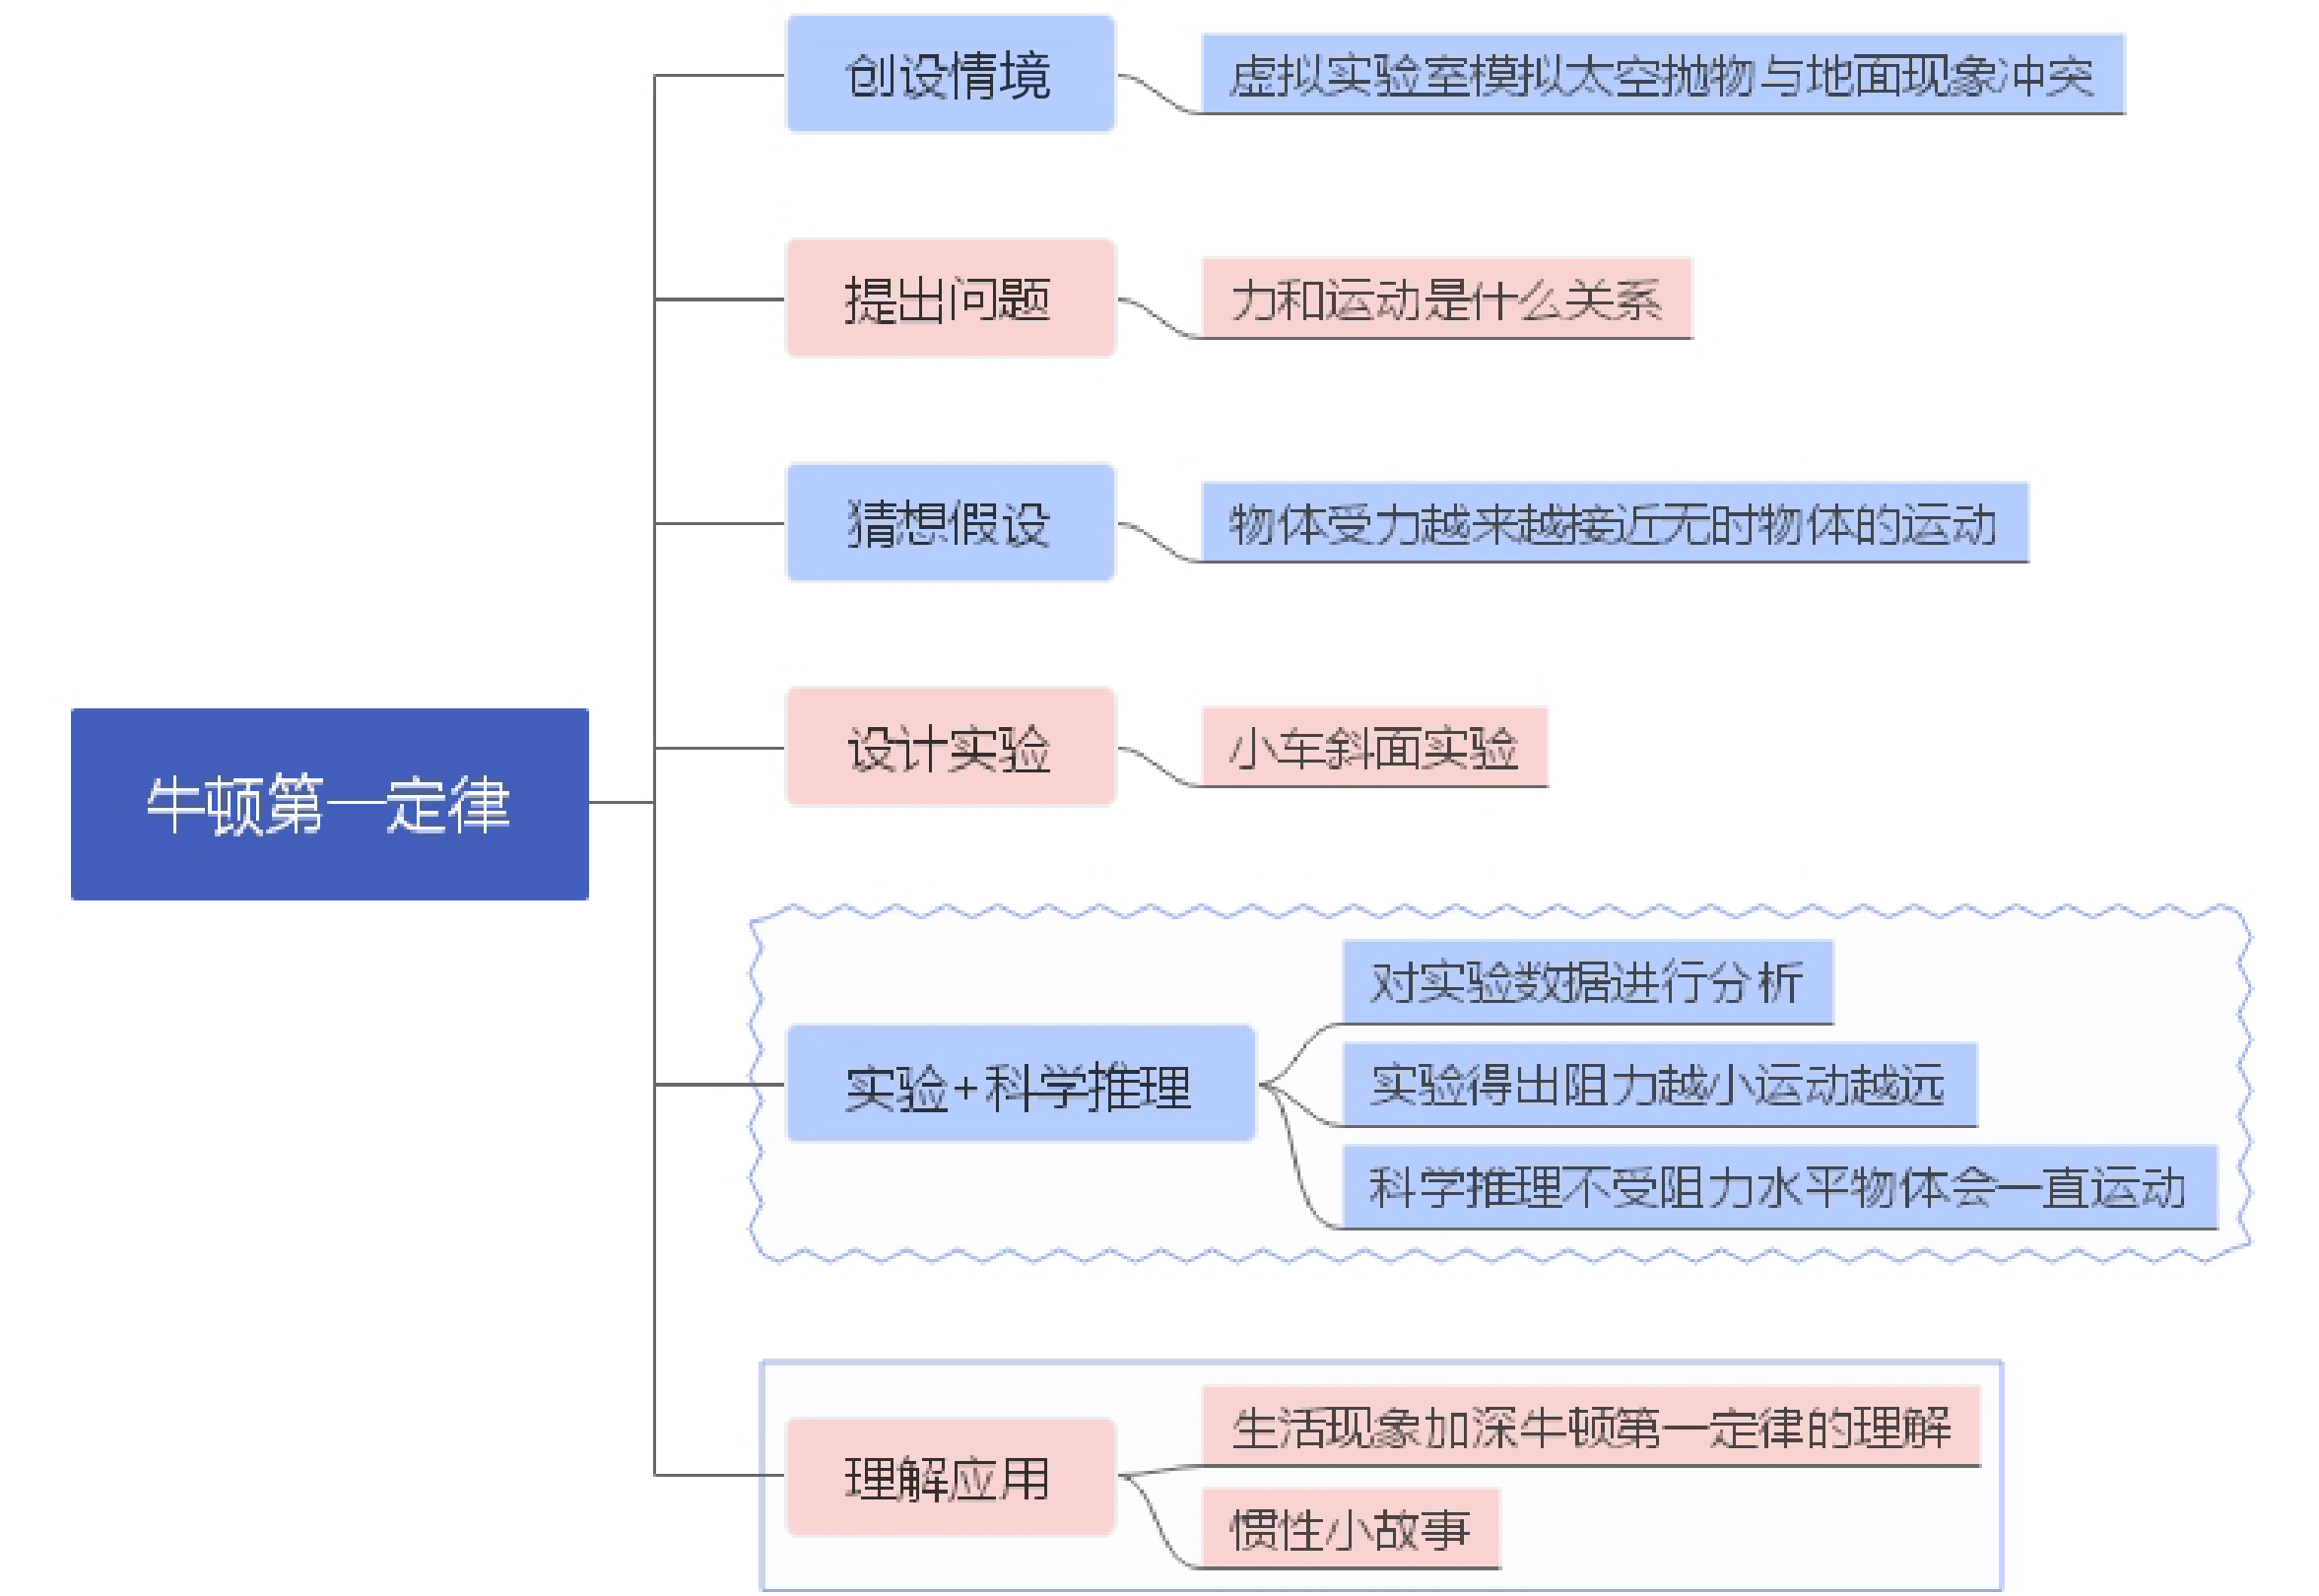 创设情境
虚拟实验室模拟太空抛物与地面现象冲突
提出问题
力和运动是什么关系
猜想假设
物体受力越来越接近无时物体的运动
设计实验
小车斜面实验
牛顿第一定律
对实验数据进行分析
实验+科学推理
实验得出阻力越小运动越远
科学推理不受阻力水平物体会一直运动
生活现象加深牛顿第一定律的理解
理解应用
惯性小故事